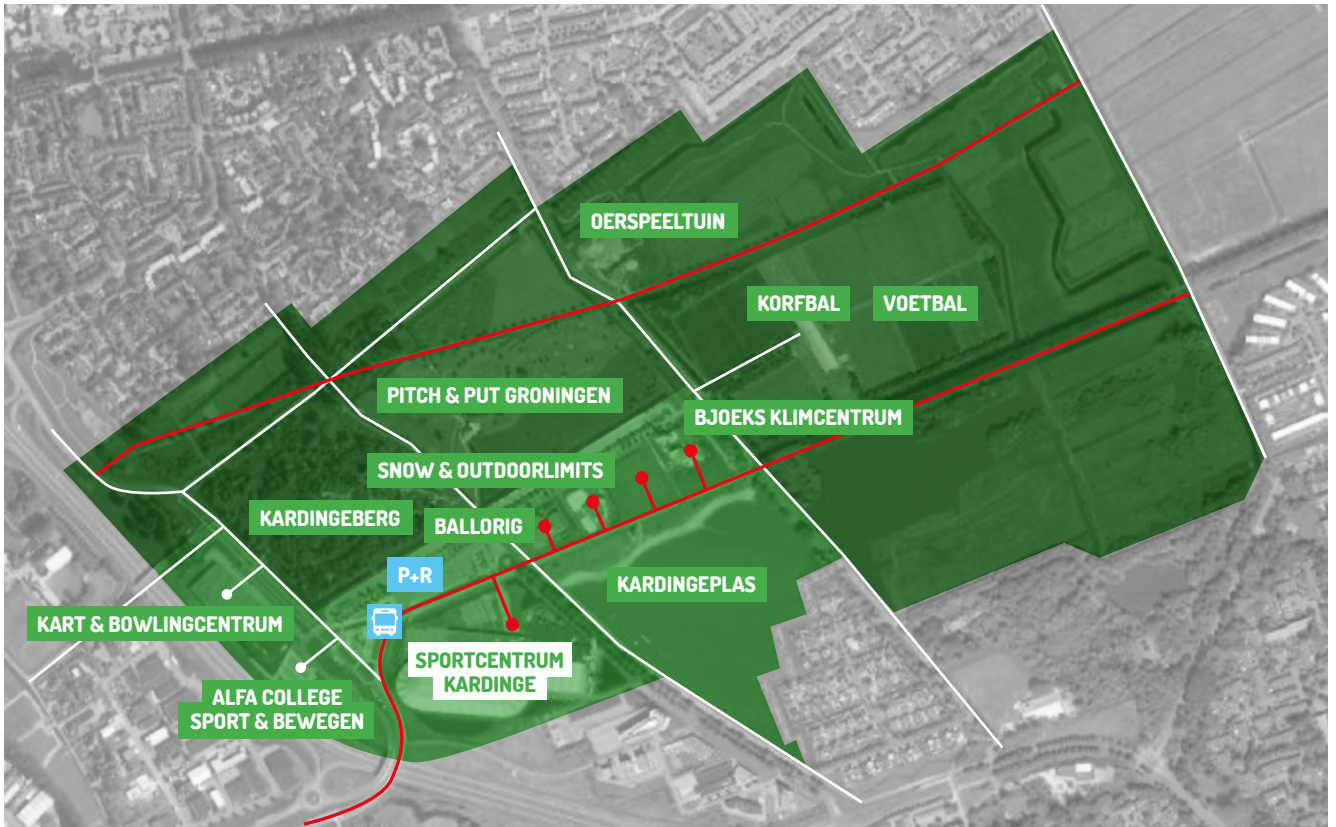 OERSPEELTUIN
KORFBAL
VOETBAL
PITCH & PUT GRONINGEN
BJOEKS KLIMCENTRUM
SNOW & OUTDOORLIMITS
KARDINGEBERG
BALLORIG
P+R
KARDINGEPLAS
KART & BOWLINGCENTRUM
SPORTCENTRUM
KARDINGE
ALFA COLLEGE
SPORT & BEWEGEN